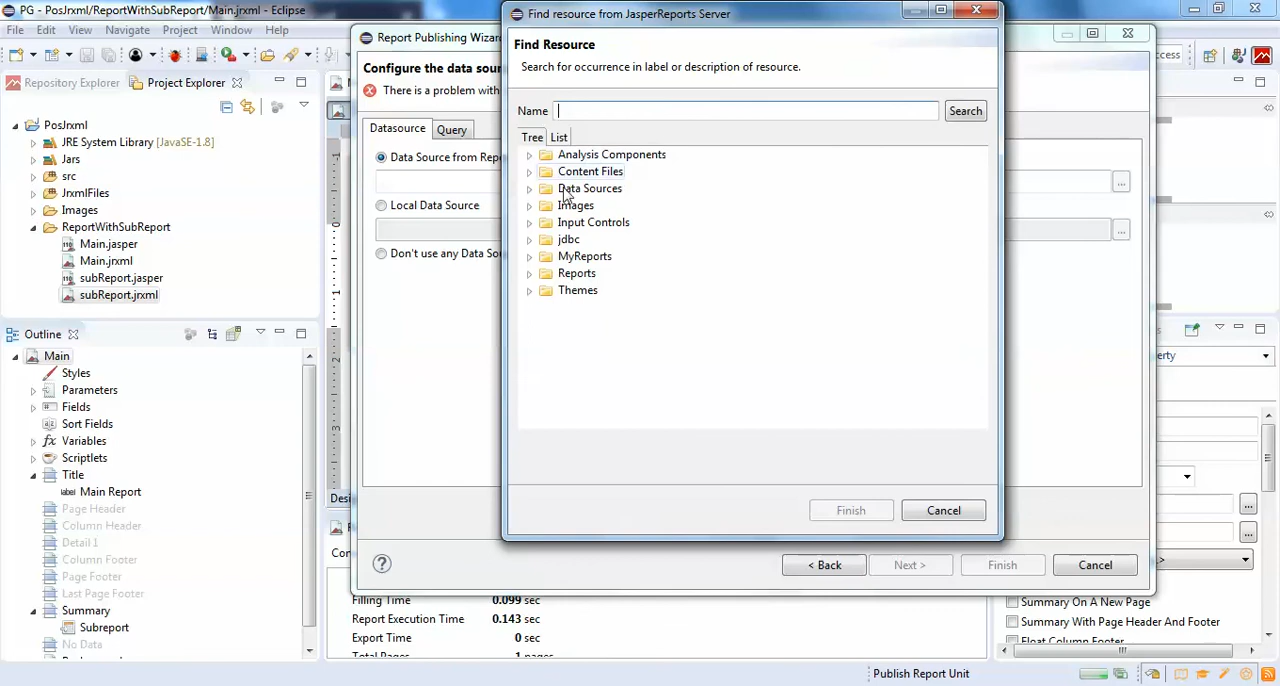 PG - PosJrxml/ReportWithSubReport/Main.jrxml - Eclipse
File Edit View Navigate Project Window Help
Repository Explorer Project Explorer
PosJrxml
JRE System Library [JavaSE-1.8]
Jars
src
JrxmlFiles
Images
ReportWithSubReport
Main.jasper
Main.jrxml
subReport.jasper
subReport.jrxml
Outline
Main
Styles
Parameters
Fields
Sort Fields
Variables
Scriptlets
Title
Main Report
Page Header
Column Header
Detail 1
Column Footer
Page Footer
Last Page Footer
Summary
Subreport
No Data
Report Publishing Wizard
Configure the data sour
There is a problem with
Datasource Query
Data Source from Repo
...
Local Data Source
...
Don't use any Data Sou
< Back Next > Finish Cancel
Find resource from JasperReports Server
Find Resource
Search for occurrence in label or description of resource.
Name Search
Tree List
Analysis Components
Content Files
Data Sources
Images
Input Controls
jdbc
MyReports
Reports
Themes
Finish Cancel
Desi
Filling Time 0.099 sec
Report Execution Time 0.143 sec
Export Time 0 sec
Total Pages 1 pages
Summary On A New Page
Summary With Page Header And Footer
Float Column Footer
Publish Report Unit